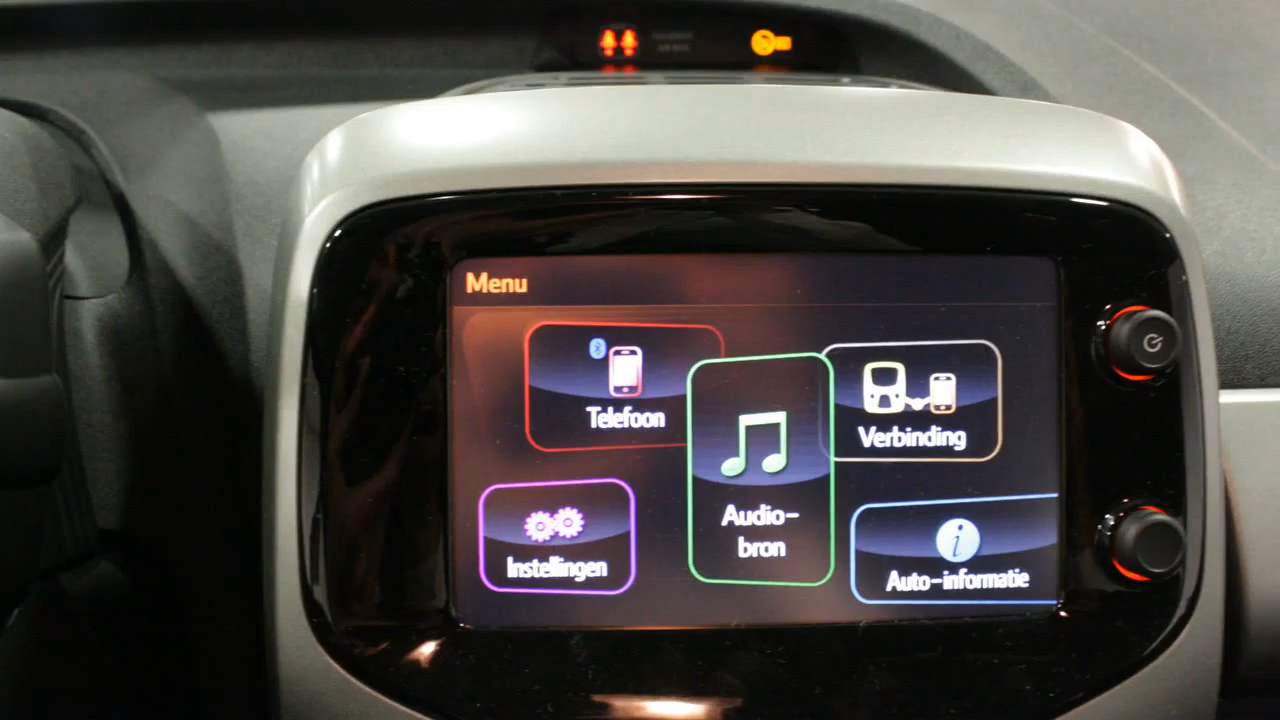 Menu
Telefoon
Verbinding
Audio-
bron
Instellingen
Auto-informatie